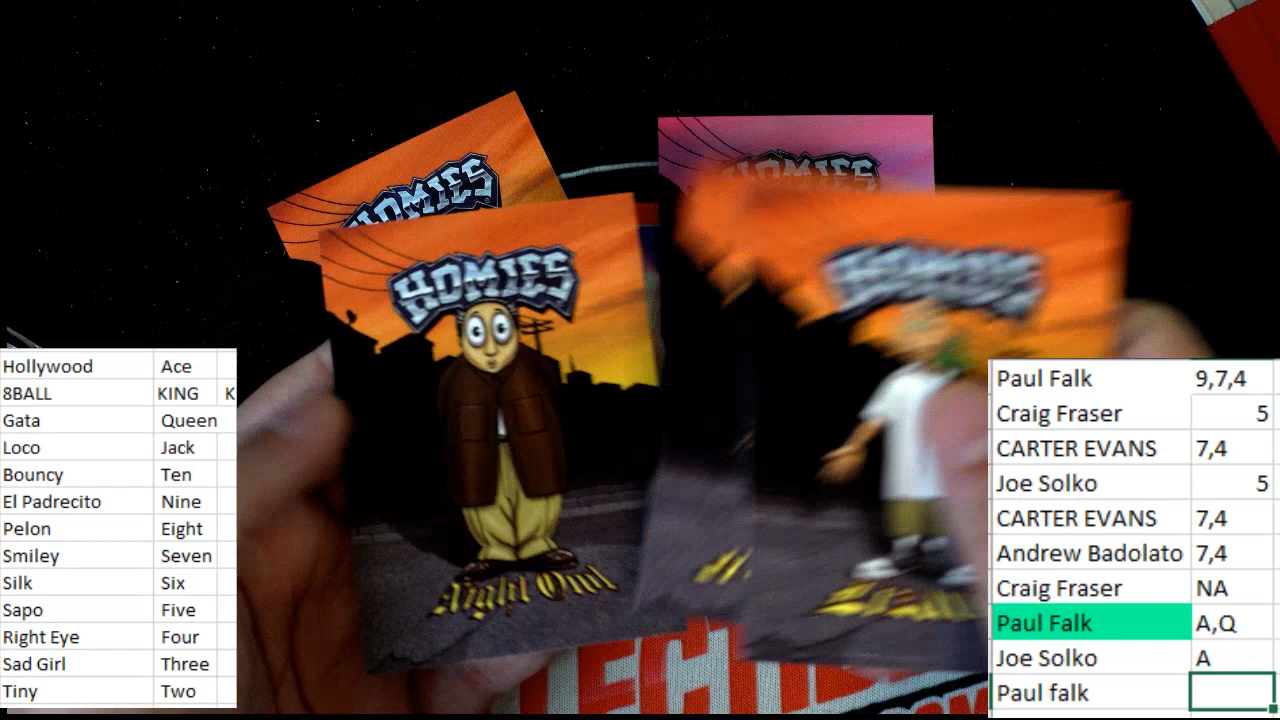 HOMIES
HOMIES
HOMIES
HOMIES
Night Owl
TECH
Hollywood Ace
8BALL KING K
Gata Queen
Loco Jack
Bouncy Ten
El Padrecito Nine
Pelon Eight
Smiley Seven
Silk Six
Sapo Five
Right Eye Four
Sad Girl Three
Tiny Two
Paul Falk 9,7,4
Craig Fraser 5
CARTER EVANS 7,4
Joe Solko 5
CARTER EVANS 7,4
Andrew Badolato 7,4
Craig Fraser NA
Paul Falk A,Q
Joe Solko A
Paul falk